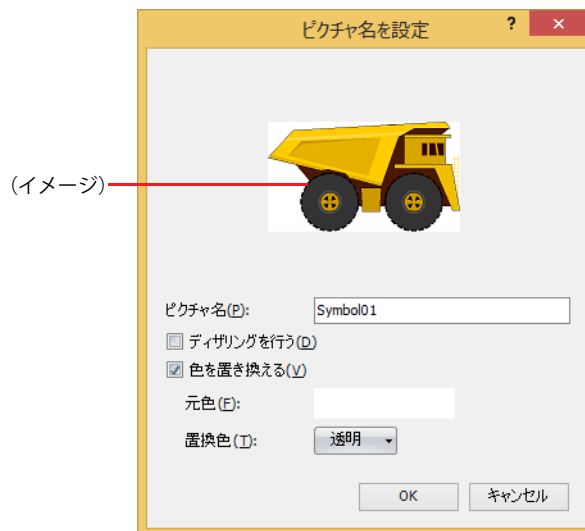 ピクチャ名を設定
?
×
(イメージ)
ピクチャ名(P):
Symbol01
ディザリングを行う(D)
色を置き換える(V)
元色(F):
置換色(T):
透明
OK
キャンセル